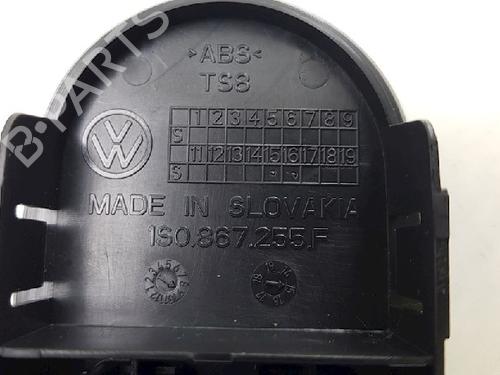 >ABS<
TS8
1 2 3 4 5 6 7 8 9
S
11 12 13 14 15 16 17 18 19
S
MADE IN SLOVAKIA
1S0.867.255.F
B-PARTS